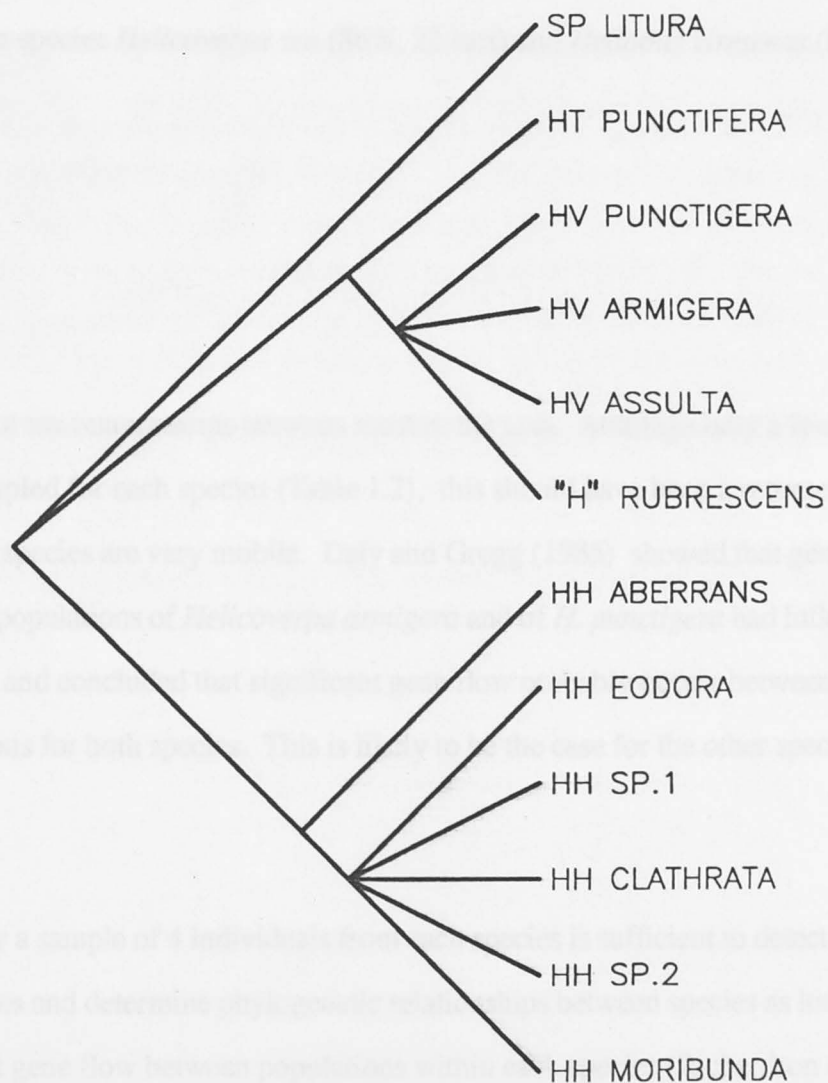 SP LITURA
HT PUNCTIFERA
HV PUNCTIGERA
HV ARMIGERA
HV ASSULTA
"H" RUBRESCENS
HH ABERRANS
HH EODORA
HH SP.1
HH CLATHRATA
HH SP.2
HH MORIBUNDA